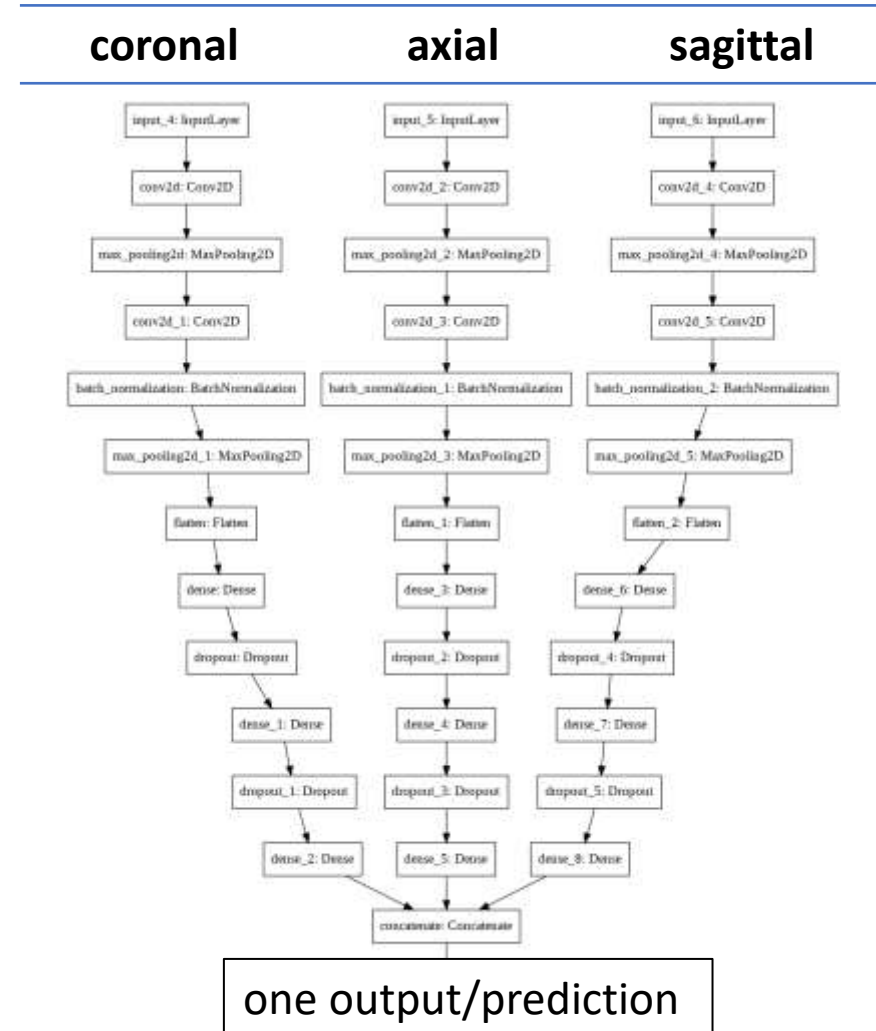 coronal axial sagittal
input_4: InputLayer input_5: InputLayer input_6: InputLayer
conv2d: Conv2D conv2d_2: Conv2D conv2d_4: Conv2D
max_pooling2d: MaxPooling2D max_pooling2d_2: MaxPooling2D max_pooling2d_4: MaxPooling2D
conv2d_1: Conv2D conv2d_3: Conv2D conv2d_5: Conv2D
batch_normalization: BatchNormalization batch_normalization_1: BatchNormalization batch_normalization_2: BatchNormalization
max_pooling2d_1: MaxPooling2D max_pooling2d_3: MaxPooling2D max_pooling2d_5: MaxPooling2D
flatten: Flatten flatten_1: Flatten flatten_2: Flatten
dense: Dense dense_3: Dense dense_6: Dense
dropout: Dropout dropout_2: Dropout dropout_4: Dropout
dense_1: Dense dense_4: Dense dense_7: Dense
dropout_1: Dropout dropout_3: Dropout dropout_5: Dropout
dense_2: Dense dense_5: Dense dense_8: Dense
concatenate: Concatenate
one output/prediction